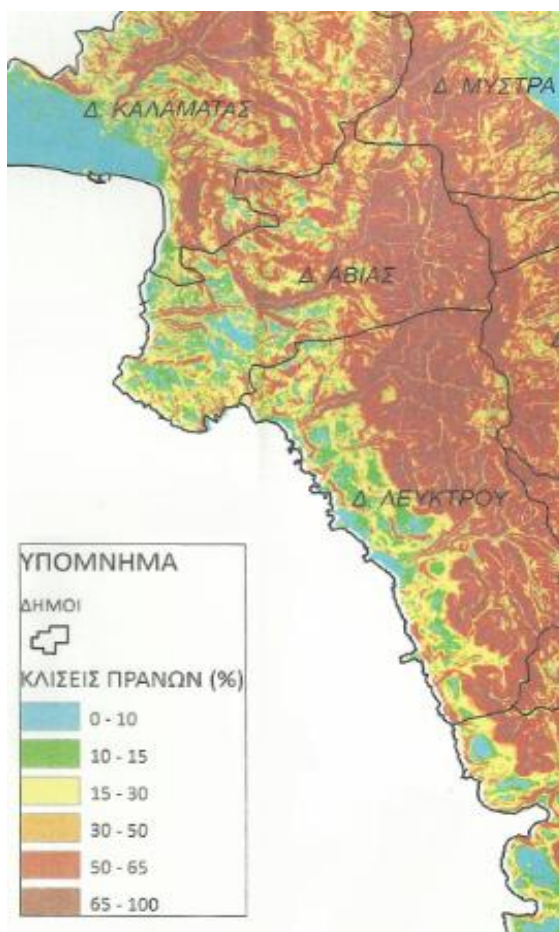 Δ. ΚΑΛΑΜΑΤΑΣ
Δ. ΜΥΣΤΡΑ
Δ. ΑΒΙΑΣ
Δ. ΛΕΥΚΤΡΟΥ
ΥΠΟΜΝΗΜΑ
ΔΗΜΟΙ
ΚΛΙΣΕΙΣ ΠΡΑΝΩΝ (%)
0 - 10
10 - 15
15 - 30
30 - 50
50 - 65
65 - 100